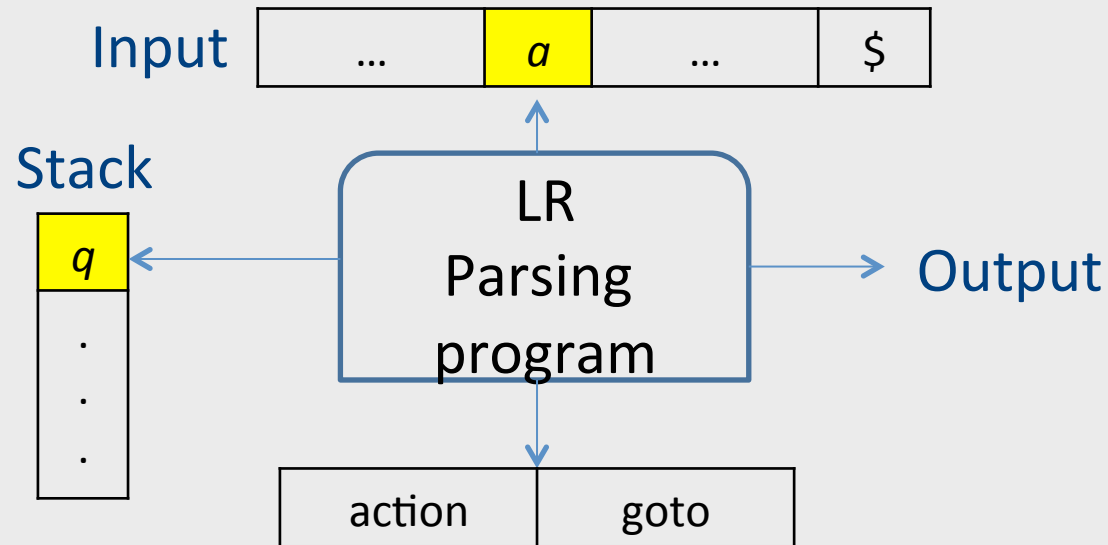 Input … a … $
Stack
q
.
.
.
LR
Parsing
program
Output
action goto